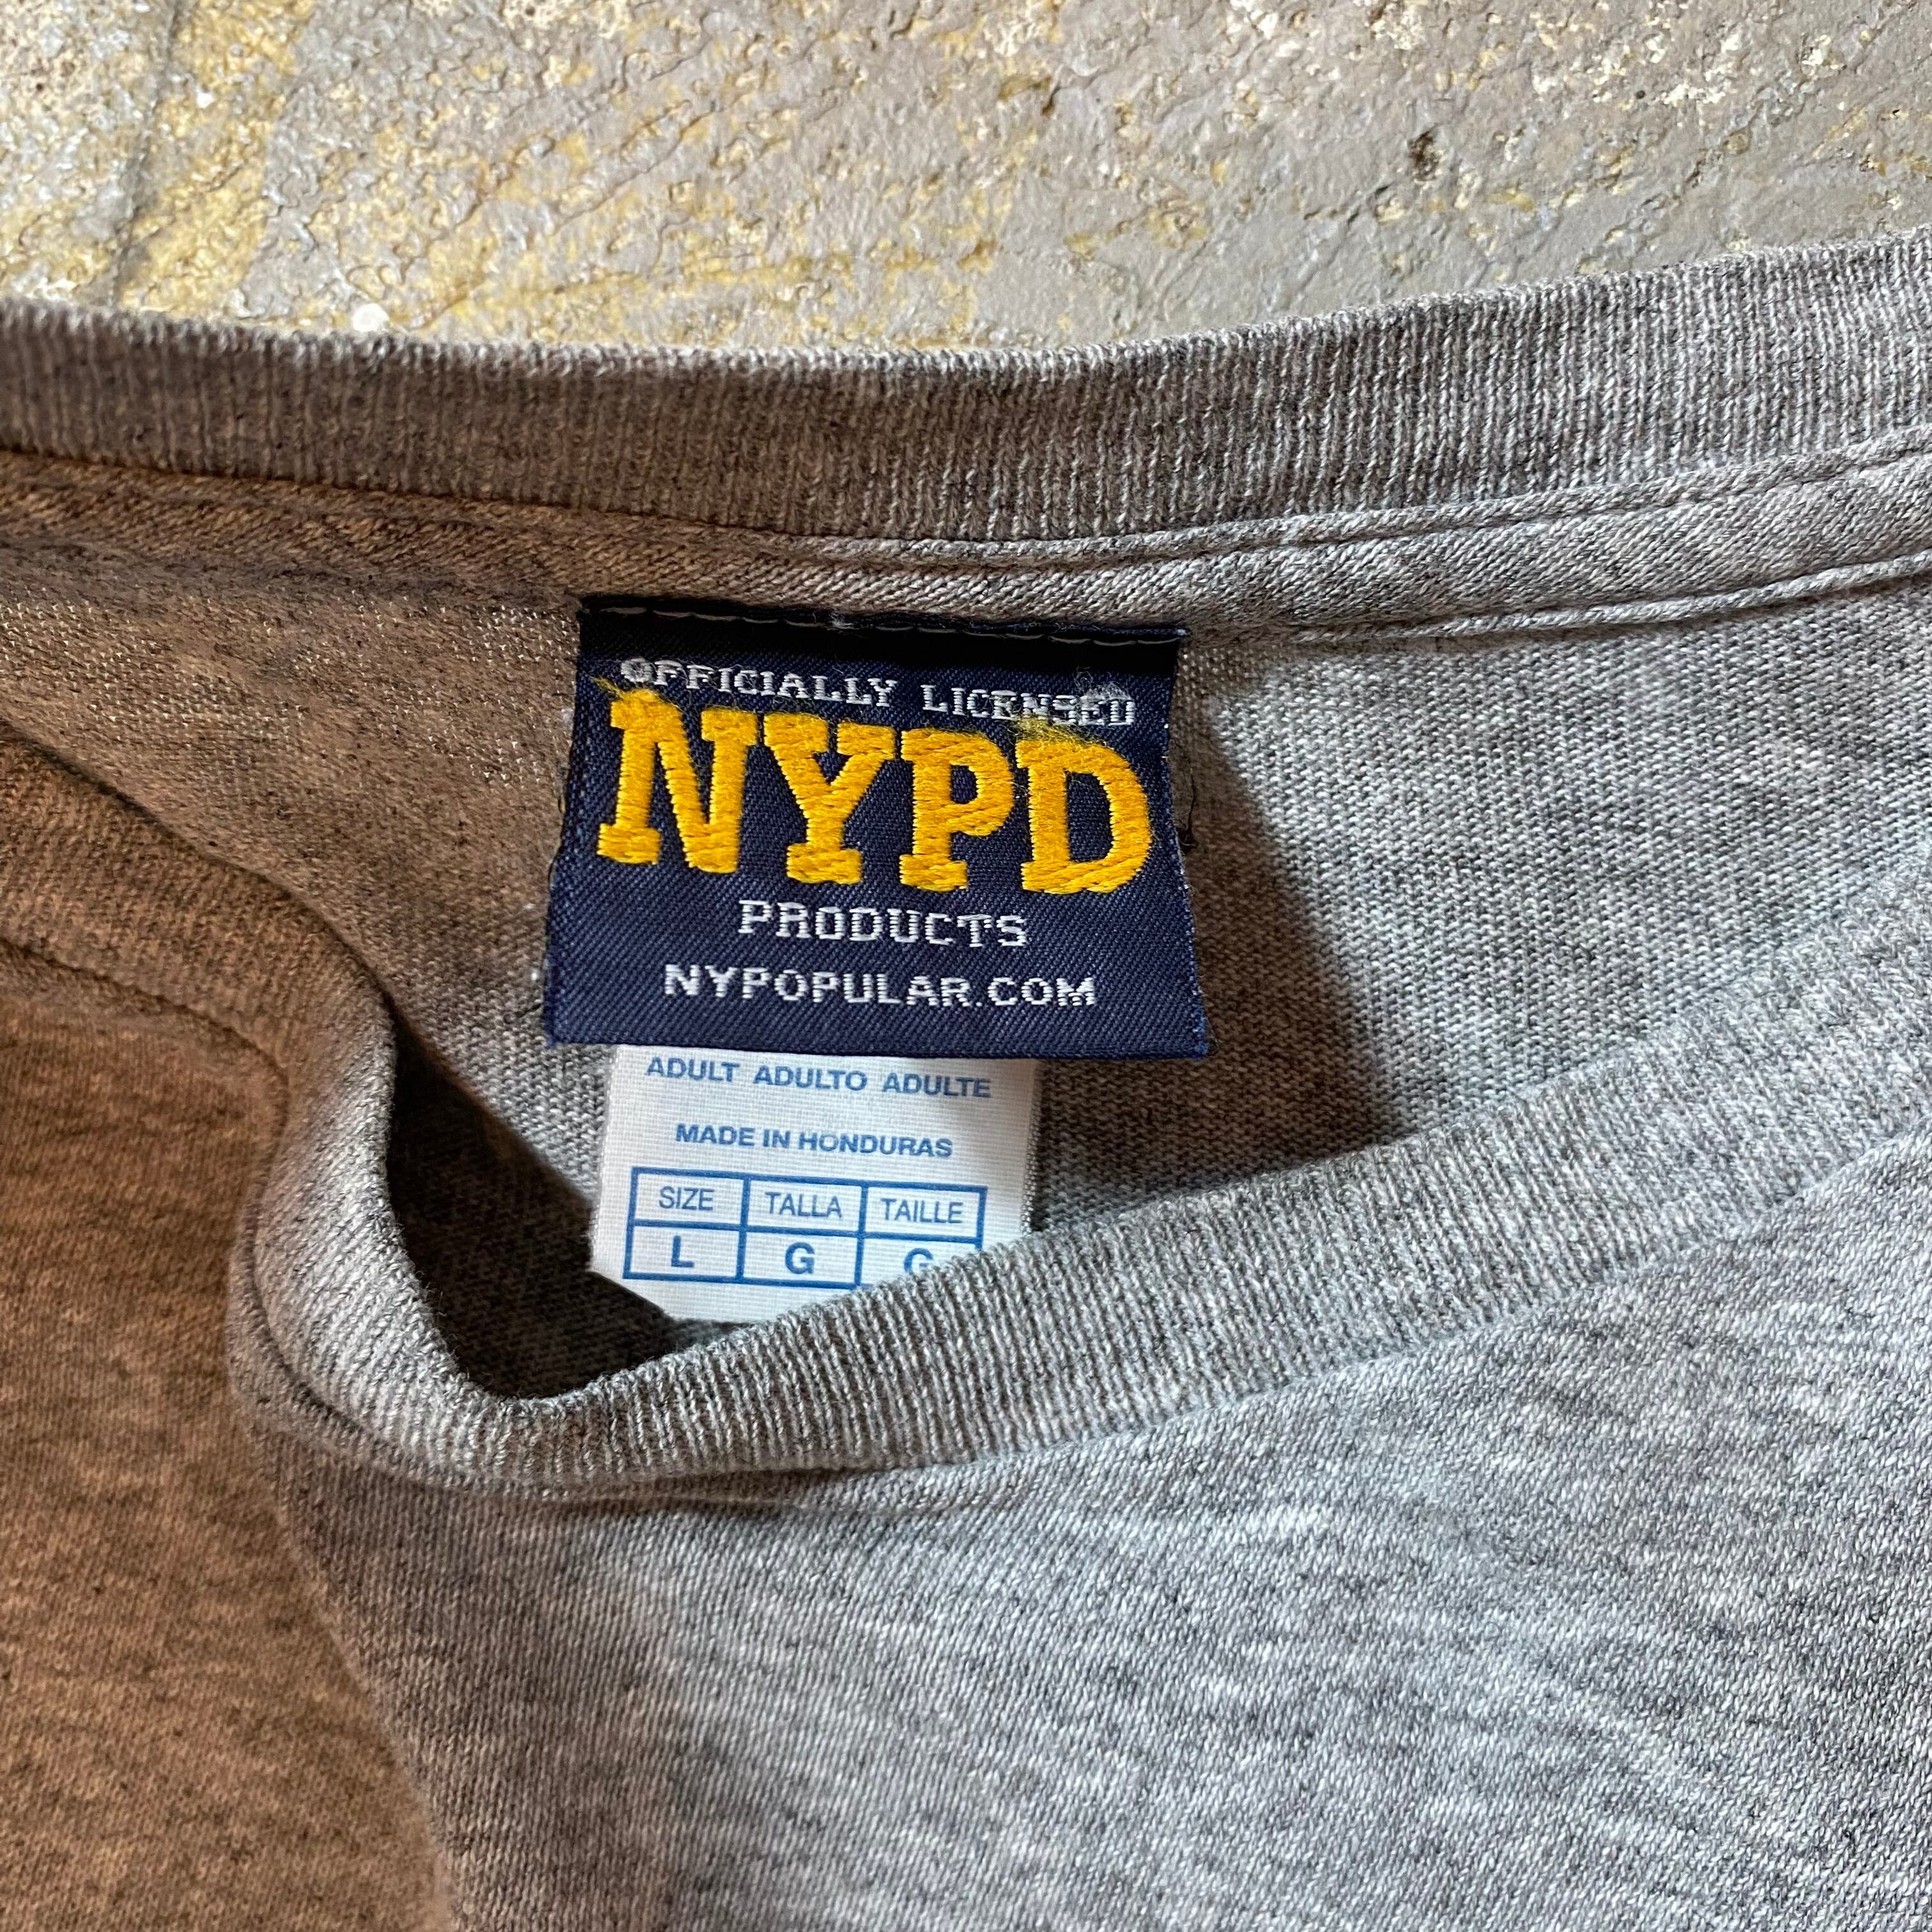 OFFICIALLY LICENSED
NYPD
PRODUCTS
NYPOPULAR.COM
ADULT ADULTO ADULTE
MADE IN HONDURAS
SIZE TALLA TAILLE
L G G